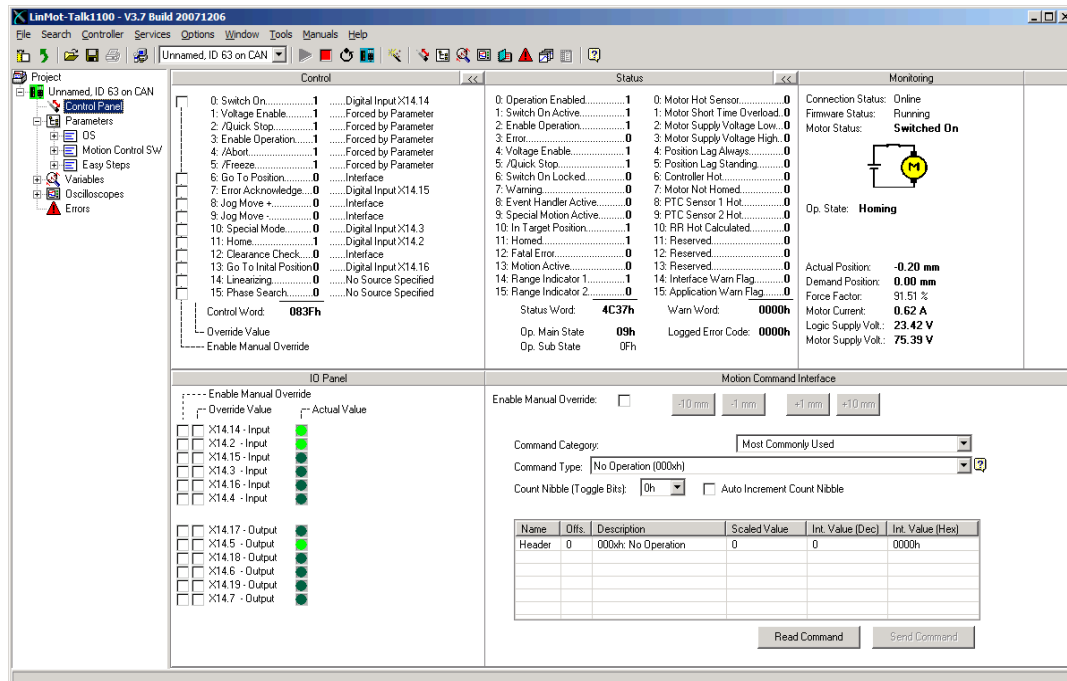 LinMot-Talk1100 - V3.7 Build 20071206
File Search Controller Services Options Window Tools Manuals Help
Unnamed, ID 63 on CAN
Project
Unnamed, ID 63 on CAN
Control Panel
Parameters
OS
Motion Control SW
Easy Steps
Variables
Oscilloscopes
Errors
Control <<
0: Switch On..................1 ......Digital Input X14.14
1: Voltage Enable..........1 ......Forced by Parameter
2: /Quick Stop...............1 ......Forced by Parameter
3: Enable Operation.......1 ......Forced by Parameter
4: /Abort.......................1 ......Forced by Parameter
5: /Freeze.....................1 ......Forced by Parameter
6: Go To Position...........0 ......Interface
7: Error Acknowledge....0 ......Digital Input X14.15
8: Jog Move +...............0 ......Interface
9: Jog Move -................0 ......Interface
10: Special Mode...........0 ......Digital Input X14.3
11: Home......................1 ......Digital Input X14.2
12: Clearance Check.....0 ......Interface
13: Go To Inital Position0 ......Digital Input X14.16
14: Linearizing...............0 ......No Source Specified
15: Phase Search..........0 ......No Source Specified
Control Word: 083Fh
Override Value
Enable Manual Override
Status <<
0: Operation Enabled.............1
1: Switch On Active...............1
2: Enable Operation...............1
3: Error..................................0
4: Voltage Enable..................1
5: /Quick Stop.......................1
6: Switch On Locked..............0
7: Warning.............................0
8: Event Handler Active..........0
9: Special Motion Active.........0
10: In Target Position..............1
11: Homed.............................1
12: Fatal Error.........................0
13: Motion Active....................0
14: Range Indicator 1..............1
15: Range Indicator 2..............0
Status Word: 4C37h
Op. Main State 09h
Op. Sub State 0Fh
0: Motor Hot Sensor...............0
1: Motor Short Time Overload..0
2: Motor Supply Voltage Low...0
3: Motor Supply Voltage High..0
4: Position Lag Always............0
5: Position Lag Standing..........0
6: Controller Hot......................0
7: Motor Not Homed................0
8: PTC Sensor 1 Hot...............0
9: PTC Sensor 2 Hot...............0
10: RR Hot Calculated.............0
11: Reserved..........................0
12: Reserved..........................0
13: Reserved..........................0
14: Interface Warn Flag...........0
15: Application Warn Flag........0
Warn Word: 0000h
Logged Error Code: 0000h
Monitoring
Connection Status: Online
Firmware Status: Running
Motor Status: Switched On
M
Op. State: Homing
Actual Position: -0.20 mm
Demand Position: 0.00 mm
Force Factor: 91.51 %
Motor Current: 0.62 A
Logic Supply Volt.: 23.42 V
Motor Supply Volt.: 75.39 V
IO Panel
Enable Manual Override
Override Value Actual Value
X14.14 - Input
X14.2 - Input
X14.15 - Input
X14.3 - Input
X14.16 - Input
X14.4 - Input
X14.17 - Output
X14.5 - Output
X14.18 - Output
X14.6 - Output
X14.19 - Output
X14.7 - Output
Motion Command Interface
Enable Manual Override: -10 mm -1 mm +1 mm +10 mm
Command Category: Most Commonly Used
Command Type: No Operation (000xh)
Count Nibble (Toggle Bits): 0h Auto Increment Count Nibble
Name Offs. Description Scaled Value Int. Value (Dec) Int. Value (Hex)
Header 0 000xh: No Operation 0 0 0000h
Read Command Send Command